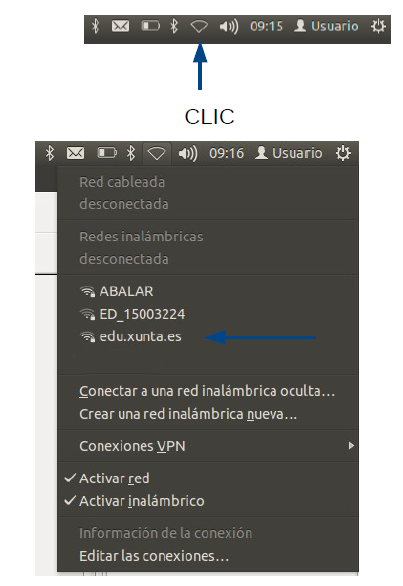 09:15 Usuario
CLIC
09:16 Usuario
Red cableada
desconectada
Redes inalámbricas
desconectada
ABALAR
ED_15003224
edu.xunta.es
Conectar a una red inalámbrica oculta...
Crear una red inalámbrica nueva...
Conexiones VPN
Activar red
Activar inalámbrico
Información de la conexión
Editar las conexiones...